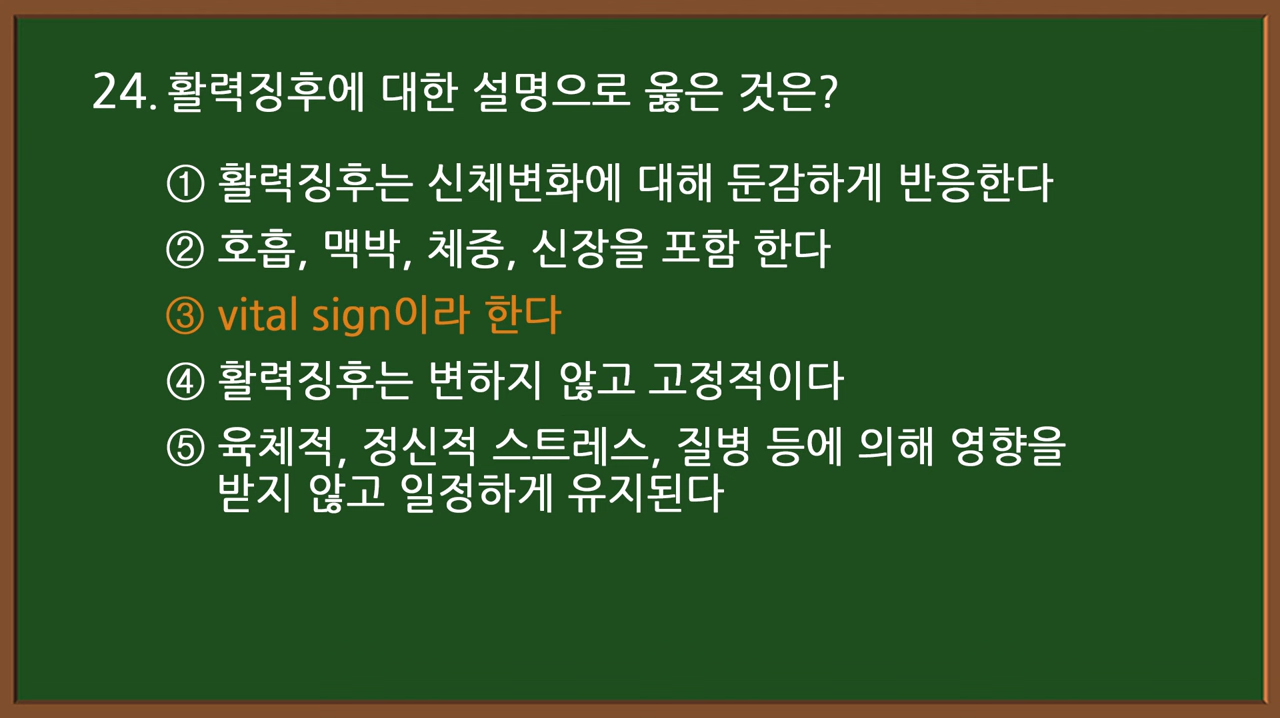 24. 활력징후에 대한 설명으로 옳은 것은?
① 활력징후는 신체변화에 대해 둔감하게 반응한다
② 호흡, 맥박, 체중, 신장을 포함 한다
③ vital sign이라 한다
④ 활력징후는 변하지 않고 고정적이다
⑤ 육체적, 정신적 스트레스, 질병 등에 의해 영향을
받지 않고 일정하게 유지된다